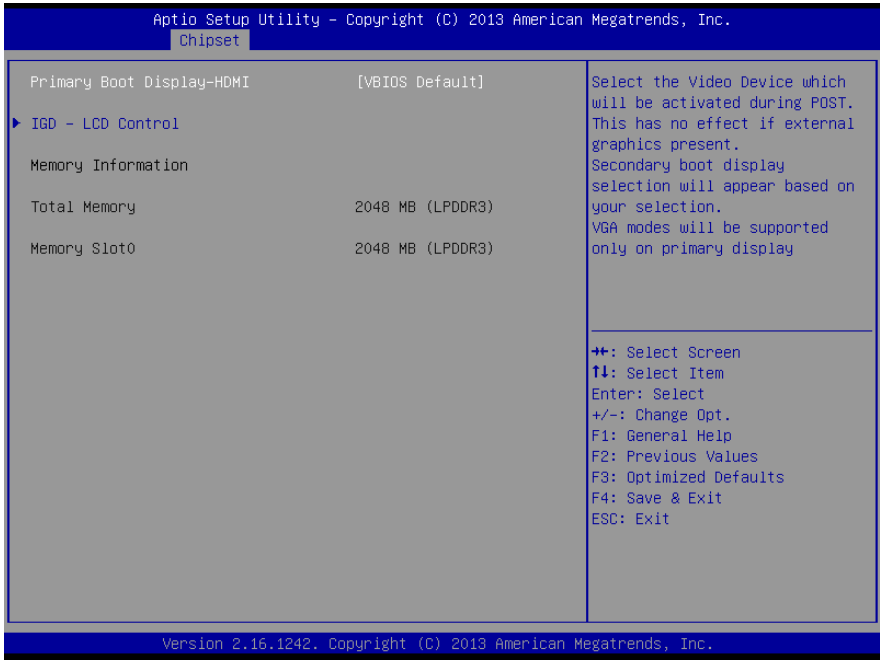 Aptio Setup Utility – Copyright (C) 2013 American Megatrends, Inc.
Chipset
Primary Boot Display-HDMI [VBIOS Default]
▶ IGD - LCD Control
Memory Information
Total Memory 2048 MB (LPDDR3)
Memory Slot0 2048 MB (LPDDR3)
Select the Video Device which
will be activated during POST.
This has no effect if external
graphics present.
Secondary boot display
selection will appear based on
your selection.
VGA modes will be supported
only on primary display
→←: Select Screen
↑↓: Select Item
Enter: Select
+/-: Change Opt.
F1: General Help
F2: Previous Values
F3: Optimized Defaults
F4: Save & Exit
ESC: Exit
Version 2.16.1242. Copyright (C) 2013 American Megatrends, Inc.